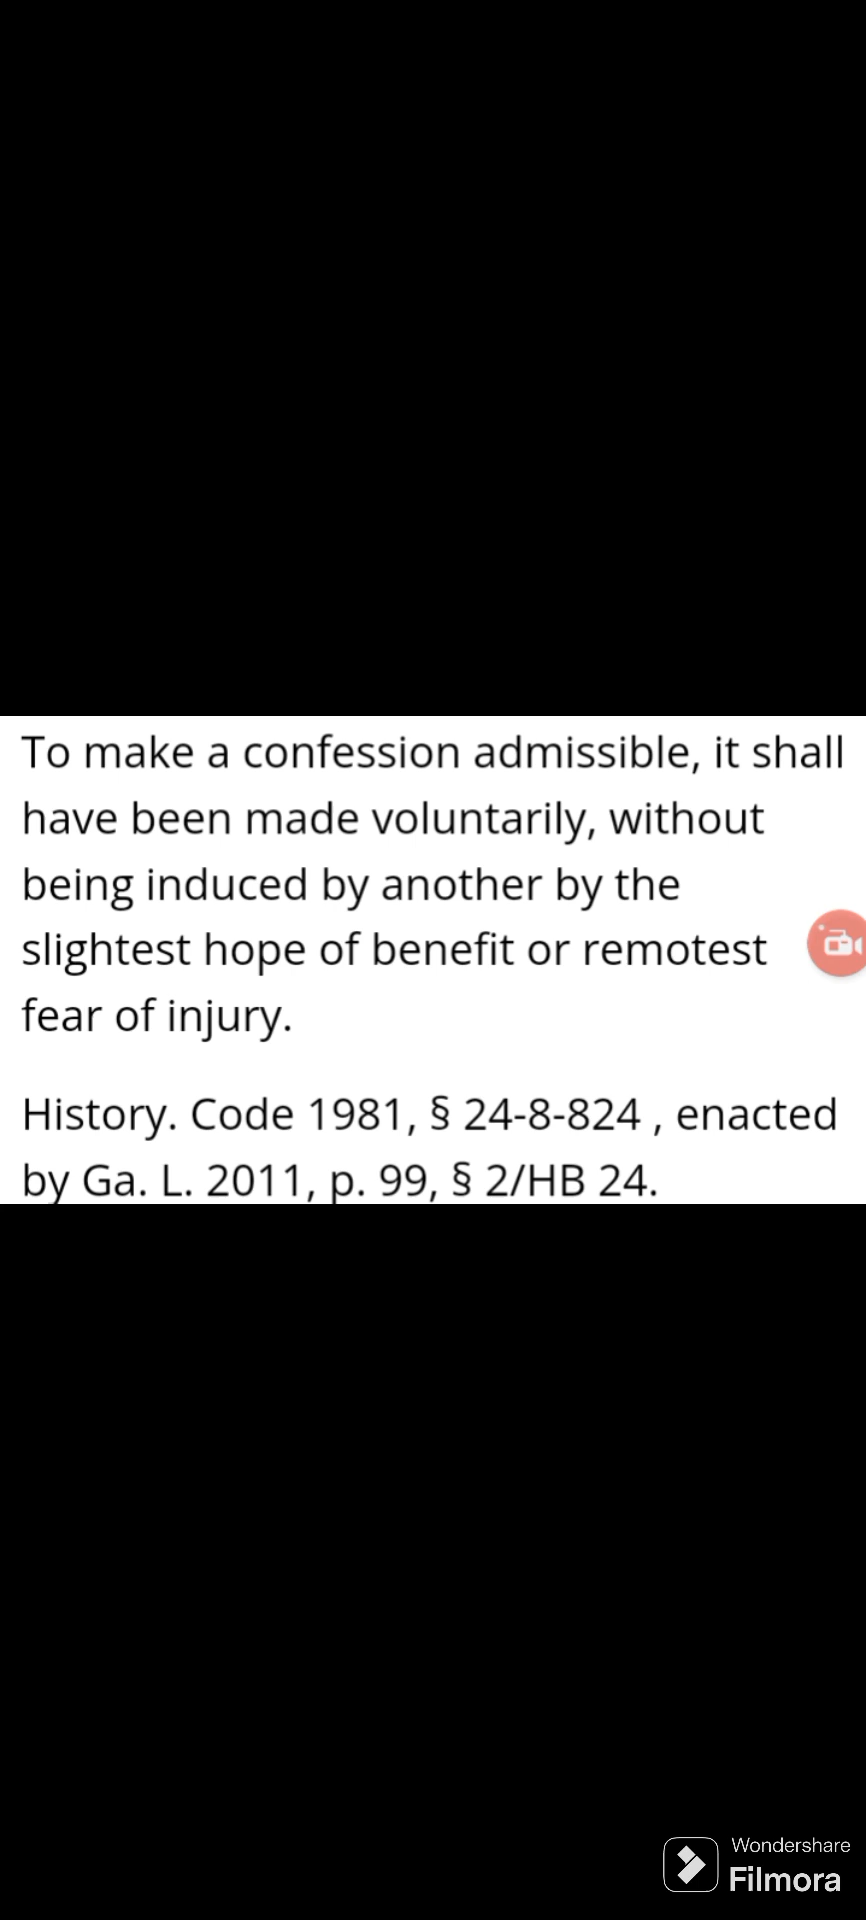 To make a confession admissible, it shall
have been made voluntarily, without
being induced by another by the
slightest hope of benefit or remotest
fear of injury.
History. Code 1981, § 24-8-824 , enacted
by Ga. L. 2011, p. 99, § 2/HB 24.
Wondershare
Filmora